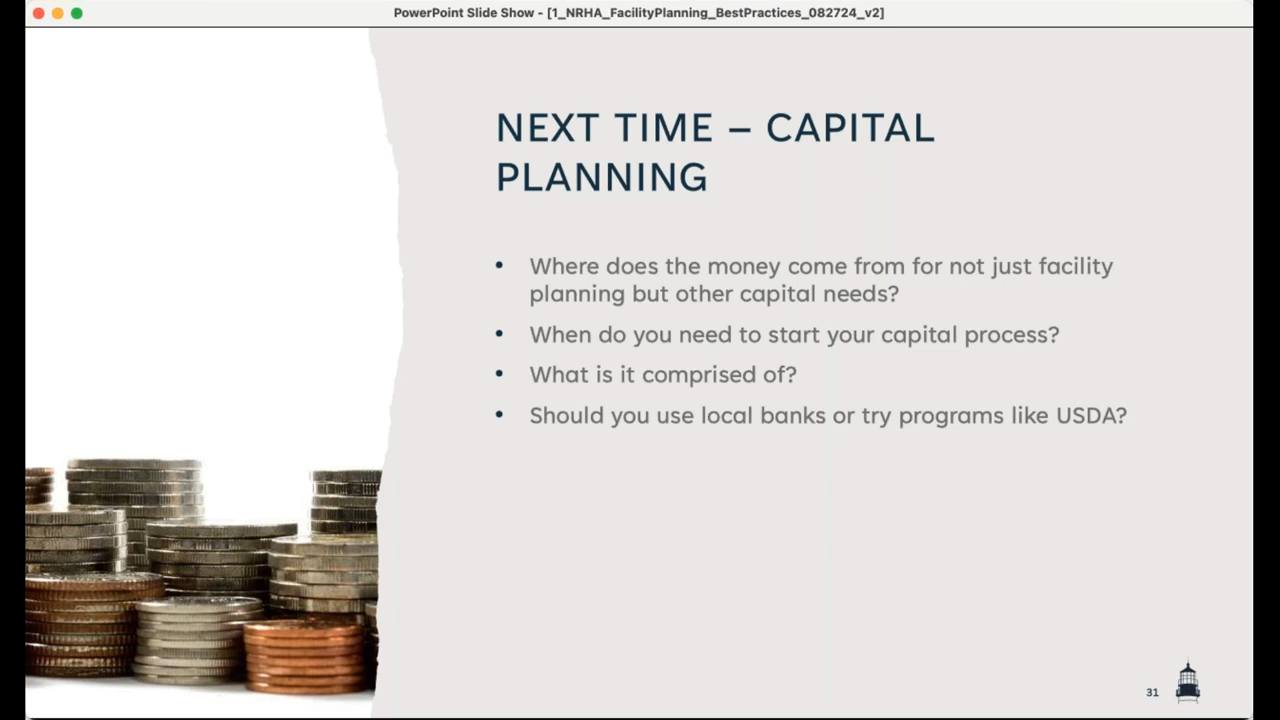 PowerPoint Slide Show - [1_NRHA_FacilityPlanning_BestPractices_082724_v2]
NEXT TIME – CAPITAL
PLANNING
• Where does the money come from for not just facility
planning but other capital needs?
• When do you need to start your capital process?
• What is it comprised of?
• Should you use local banks or try programs like USDA?
31